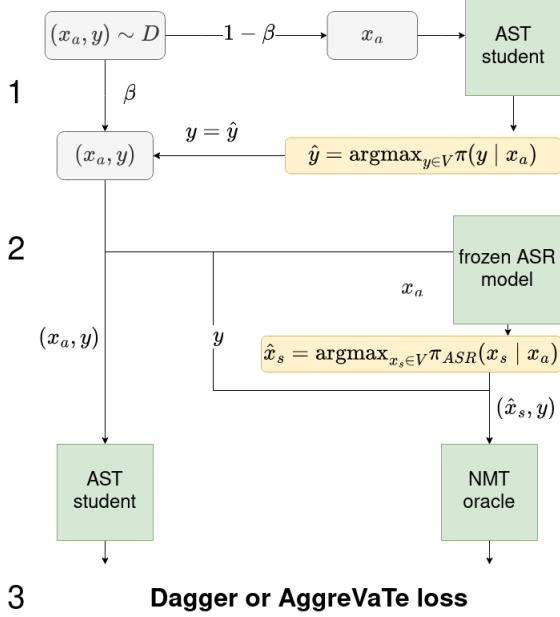 (x_a, y) ∼ D
1 − β
x_a
AST
student
1
β
y = ŷ
(x_a, y)
ŷ = argmax_{y∈V} π(y | x_a)
2
frozen ASR
model
x_a
(x_a, y)
y
x̂_s = argmax_{x_s∈V} π_{ASR}(x_s | x_a)
(x̂_s, y)
AST
student
NMT
oracle
3
Dagger or AggreVaTe loss